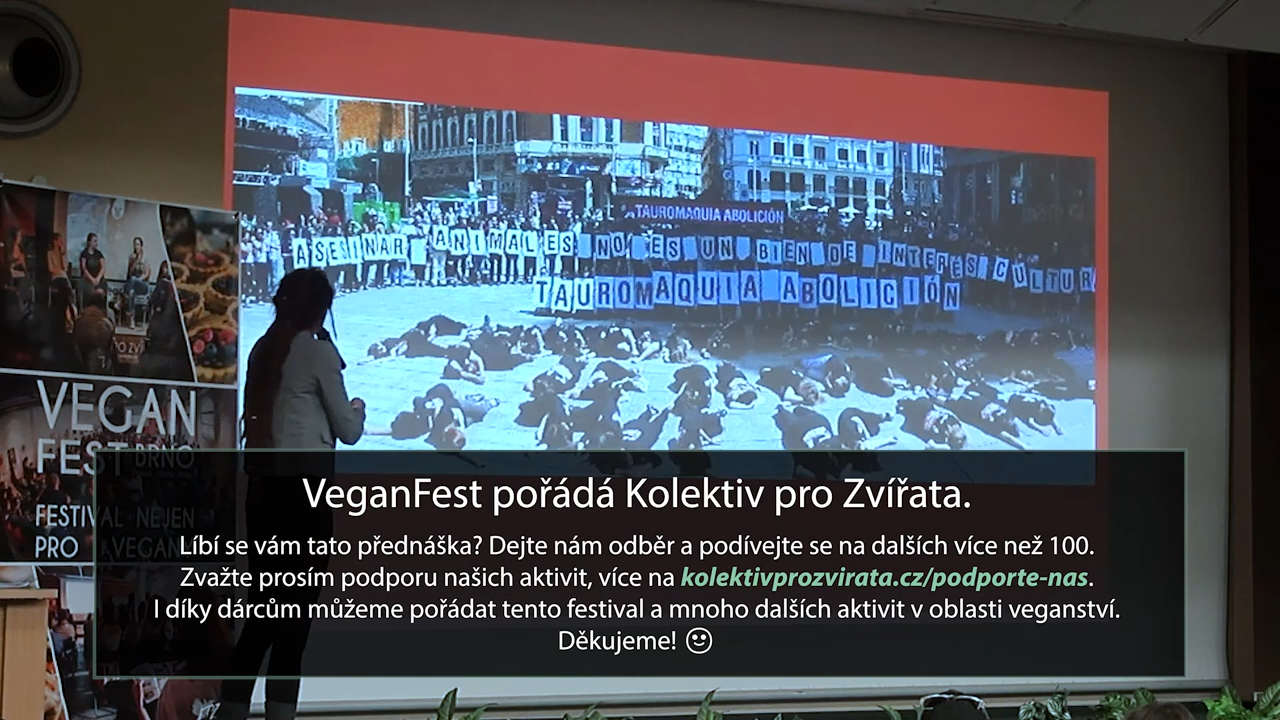 TAUROMAQUIA ABOLICIÓN
ASESINAR ANIMALES NO ES UN BIEN DE INTERÉS CULTUR
TAUROMAQUIA ABOLICIÓN
VEGAN
FEST BRNO
FESTIVAL NEJEN
PRO VEGAN
VeganFest pořádá Kolektiv pro Zvířata.
Líbí se vám tato přednáška? Dejte nám odběr a podívejte se na dalších více než 100.
Zvažte prosím podporu našich aktivit, více na kolektivprozvirata.cz/podporte-nas.
I díky dárcům můžeme pořádat tento festival a mnoho dalších aktivit v oblasti veganství.
Děkujeme! ☺